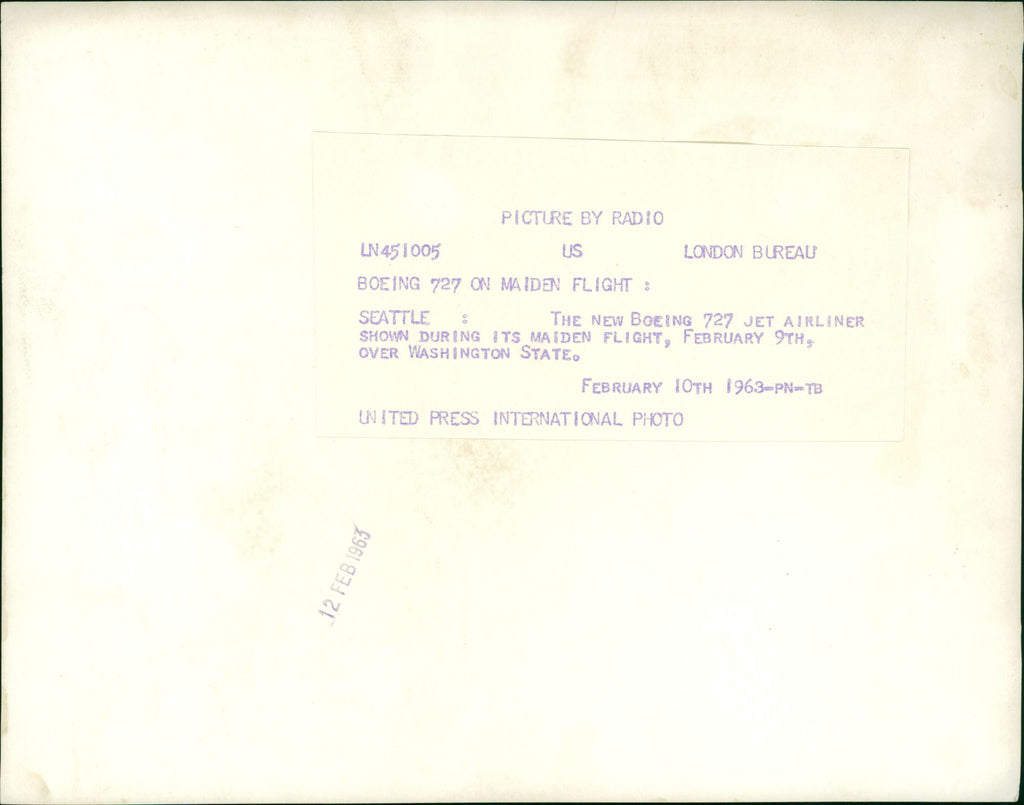 PICTURE BY RADIO
LN451005 US LONDON BUREAU
BOEING 727 ON MAIDEN FLIGHT :
SEATTLE : THE NEW BOEING 727 JET AIRLINER
SHOWN DURING ITS MAIDEN FLIGHT, FEBRUARY 9TH,
OVER WASHINGTON STATE.
FEBRUARY 10TH 1963=PN=TB
UNITED PRESS INTERNATIONAL PHOTO
12 FEB 1963